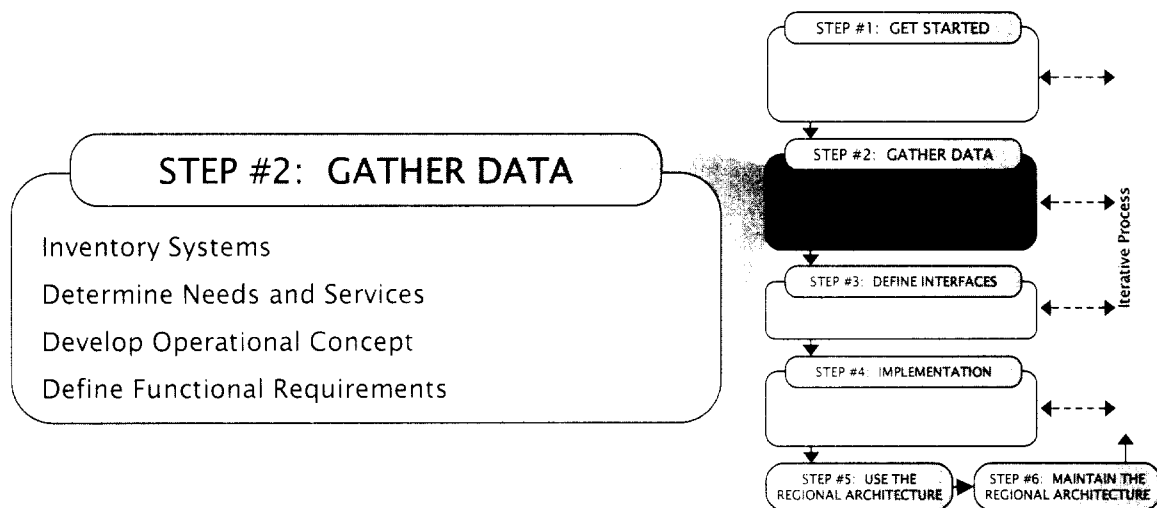 STEP #2: GATHER DATA
Inventory Systems
Determine Needs and Services
Develop Operational Concept
Define Functional Requirements
STEP #1: GET STARTED
STEP #2: GATHER DATA
STEP #3: DEFINE INTERFACES
STEP #4: IMPLEMENTATION
STEP #5: USE THE
REGIONAL ARCHITECTURE
STEP #6: MAINTAIN THE
REGIONAL ARCHITECTURE
Iterative Process